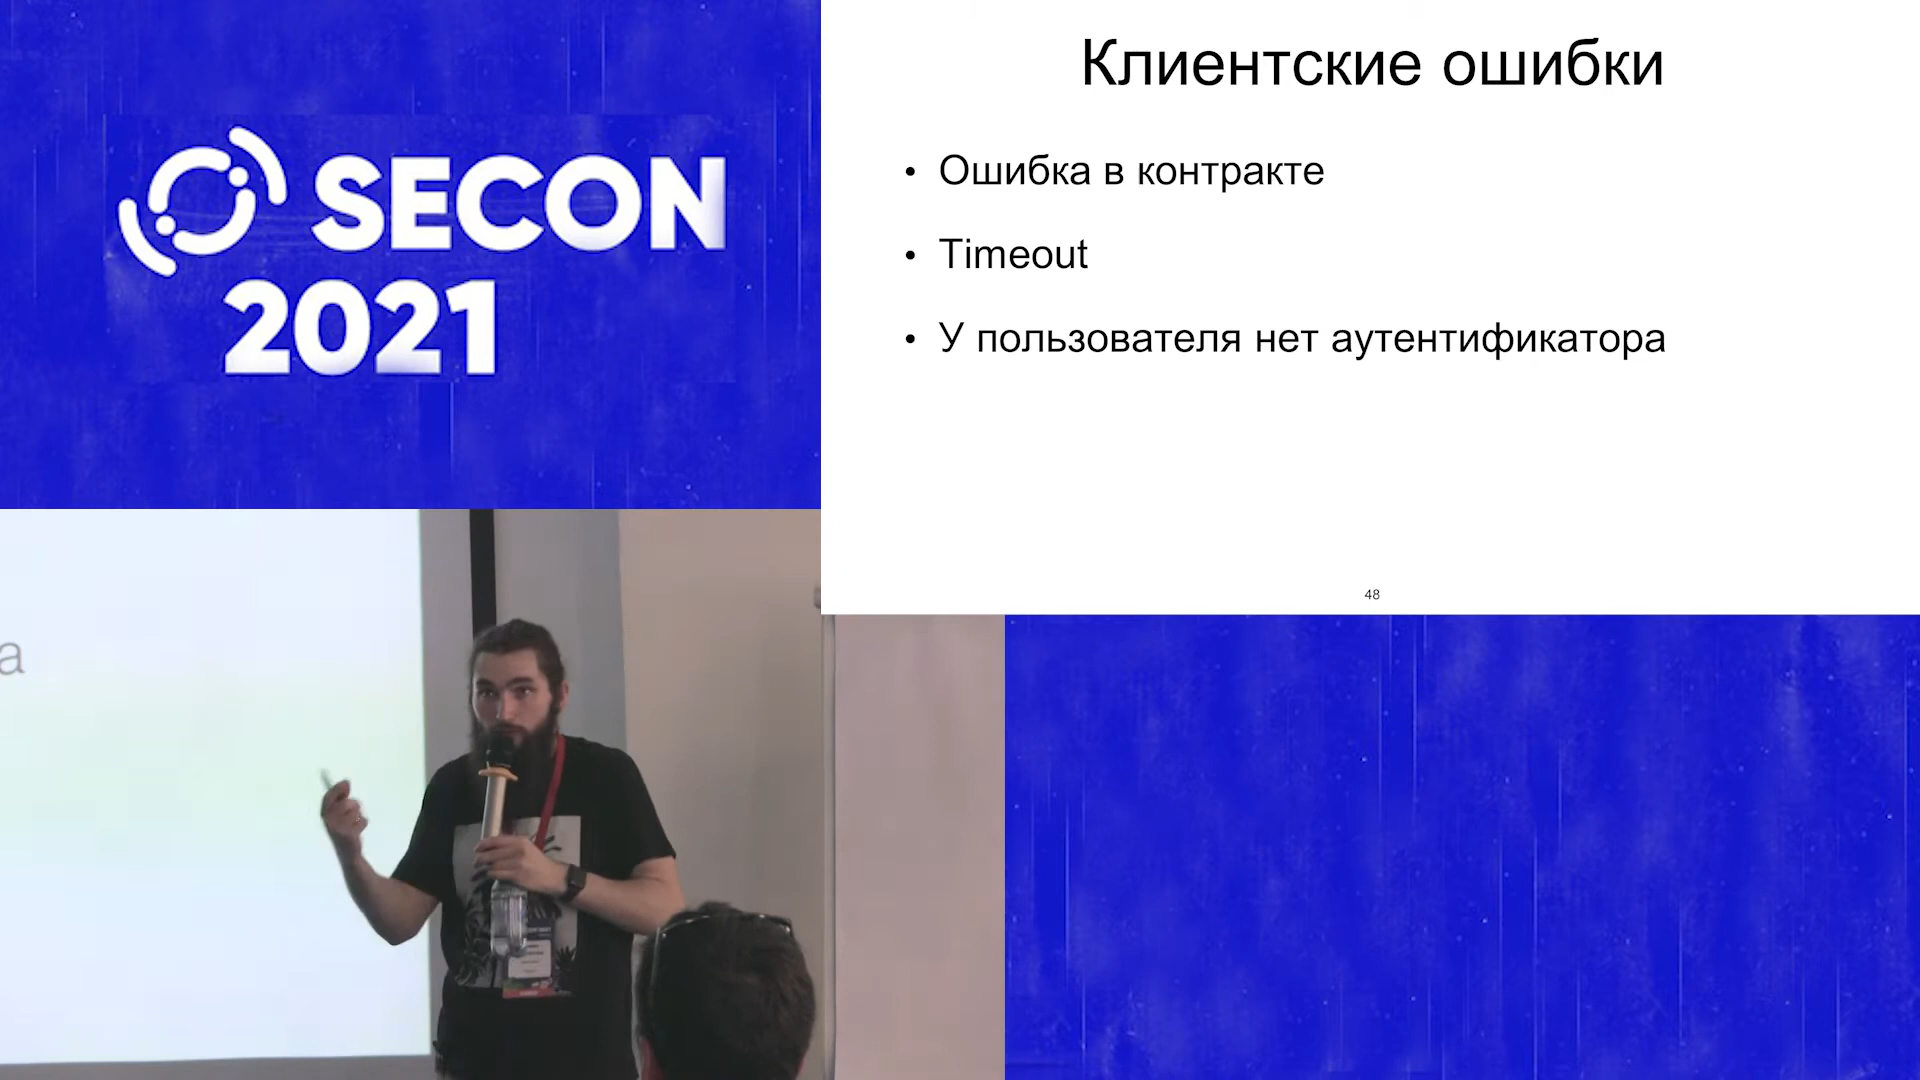 SECON
2021
Клиентские ошибки
• Ошибка в контракте
• Timeout
• У пользователя нет аутентификатора
48
а